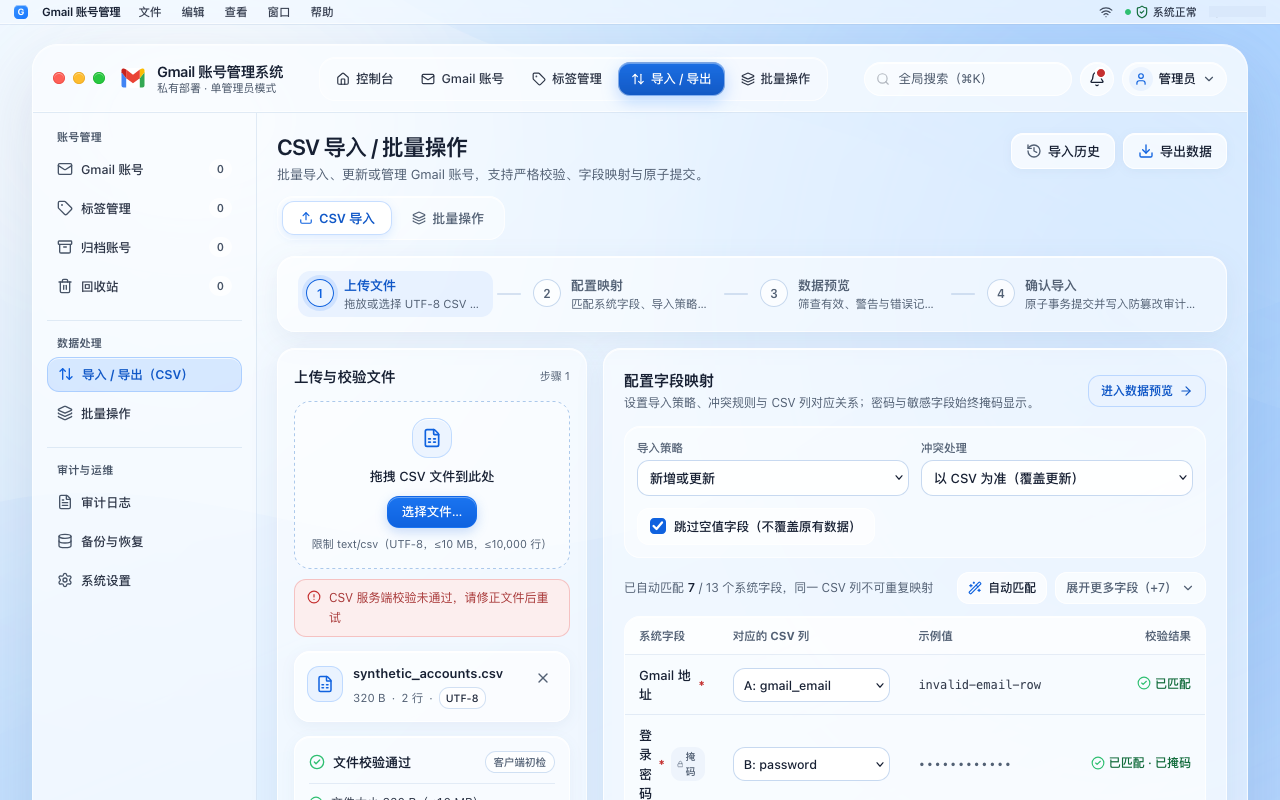 G Gmail 账号管理 文件 编辑 查看 窗口 帮助 系统正常
Gmail 账号管理系统
私有部署 · 单管理员模式
控制台 Gmail 账号 标签管理 导入 / 导出 批量操作
全局搜索（⌘K）
管理员
账号管理
Gmail 账号 0
标签管理 0
归档账号 0
回收站 0
数据处理
导入 / 导出（CSV）
批量操作
审计与运维
审计日志
备份与恢复
系统设置
CSV 导入 / 批量操作
批量导入、更新或管理 Gmail 账号，支持严格校验、字段映射与原子提交。
导入历史 导出数据
CSV 导入 批量操作
1 上传文件
拖放或选择 UTF-8 CSV ...
2 配置映射
匹配系统字段、导入策略...
3 数据预览
筛查有效、警告与错误记...
4 确认导入
原子事务提交并写入防篡改审计...
上传与校验文件 步骤 1
拖拽 CSV 文件到此处
选择文件...
限制 text/csv（UTF-8，≤10 MB，≤10,000 行）
CSV 服务端校验未通过，请修正文件后重
试
synthetic_accounts.csv
320 B · 2 行 · UTF-8
文件校验通过 客户端初检
配置字段映射
设置导入策略、冲突规则与 CSV 列对应关系；密码与敏感字段始终掩码显示。
进入数据预览
导入策略 冲突处理
新增或更新 以 CSV 为准（覆盖更新）
跳过空值字段（不覆盖原有数据）
已自动匹配 7 / 13 个系统字段，同一 CSV 列不可重复映射 自动匹配 展开更多字段（+7）
系统字段 对应的 CSV 列 示例值 校验结果
Gmail 地
址 * A: gmail_email invalid-email-row 已匹配
登
录
密
码 * 掩
码 B: password •••••••••••• 已匹配 · 已掩码